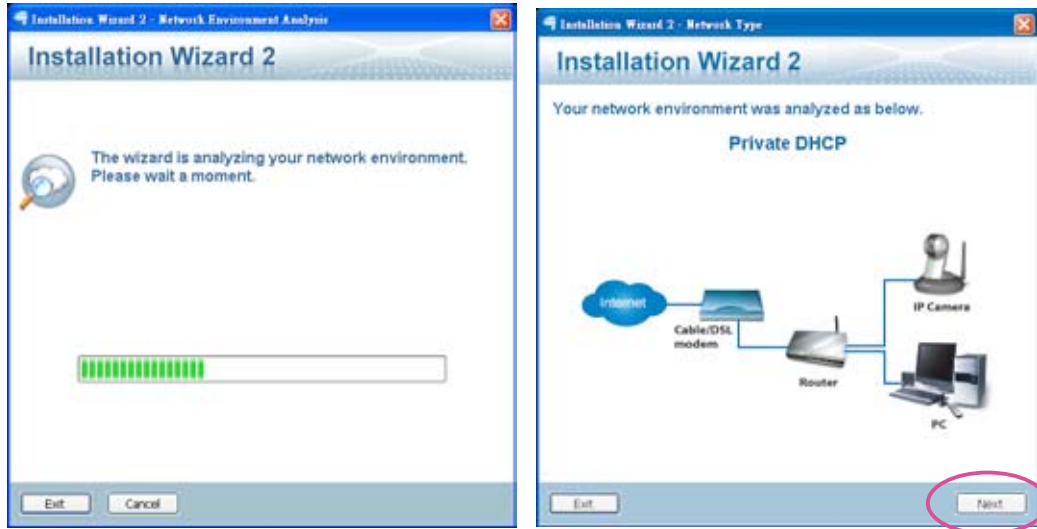 Installation Wizard 2 - Network Environment Analysis
Installation Wizard 2
The wizard is analyzing your network environment.
Please wait a moment.
Exit
Cancel
Installation Wizard 2 - Network Type
Installation Wizard 2
Your network environment was analyzed as below.
Private DHCP
Internet
Cable/DSL
modem
Router
IP Camera
PC
Exit
Next